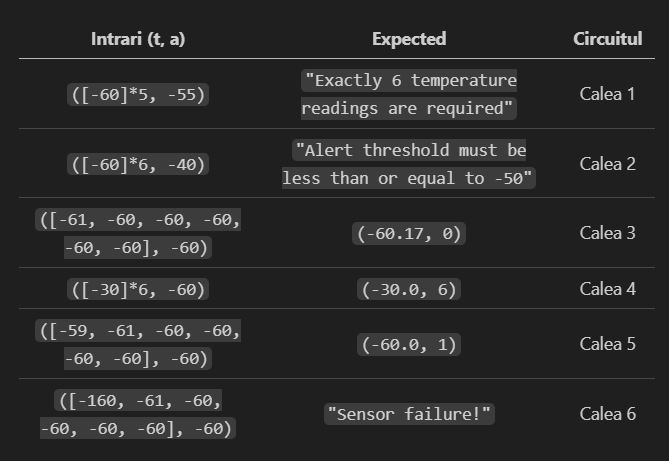 Intrari (t, a) Expected Circuitul
([-60]*5, -55) "Exactly 6 temperature readings are required" Calea 1
([-60]*6, -40) "Alert threshold must be less than or equal to -50" Calea 2
([-61, -60, -60, -60, -60, -60], -60) (-60.17, 0) Calea 3
([-30]*6, -60) (-30.0, 6) Calea 4
([-59, -61, -60, -60, -60, -60], -60) (-60.0, 1) Calea 5
([-160, -61, -60, -60, -60, -60], -60) "Sensor failure!" Calea 6